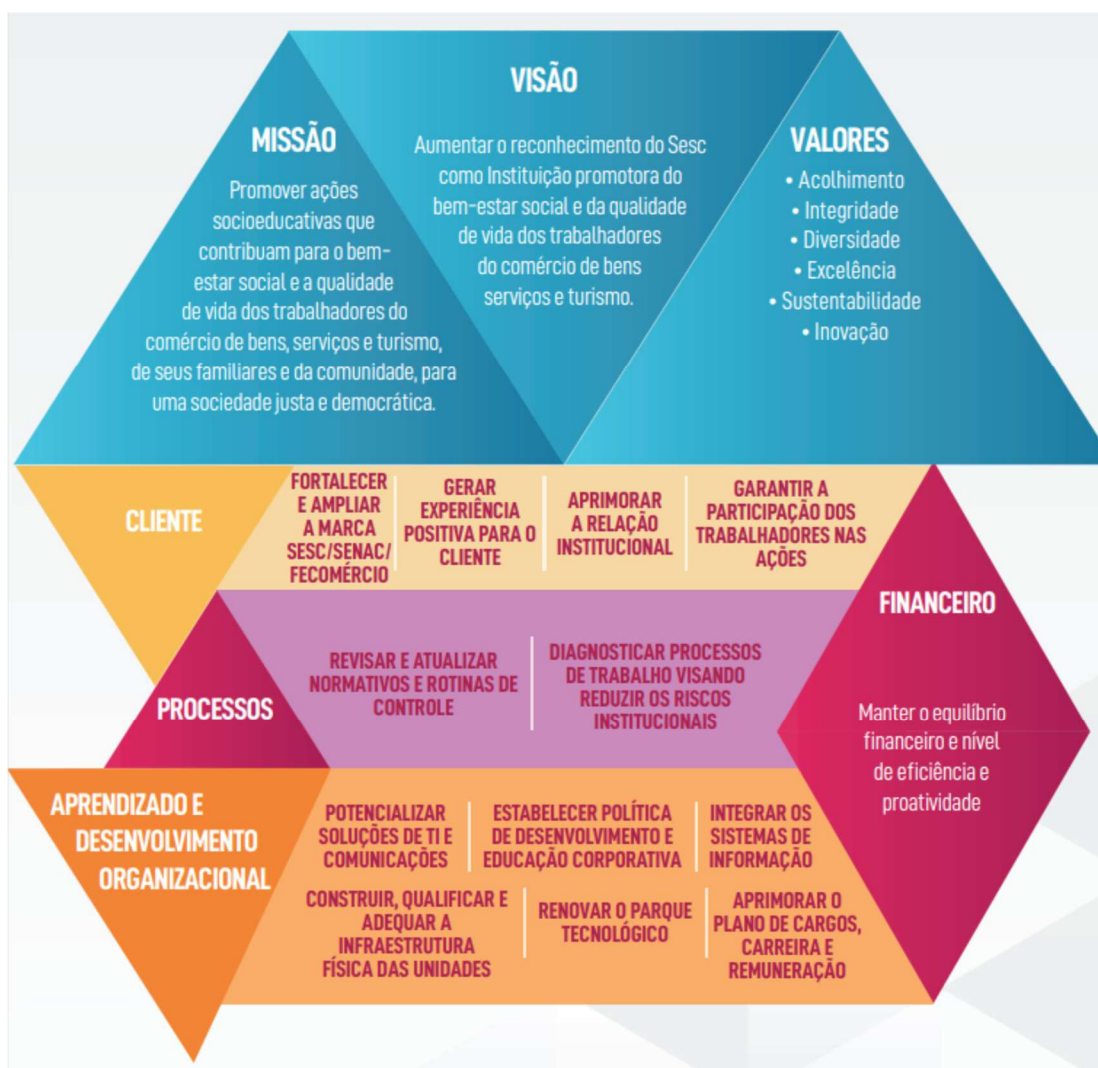 MISSÃO
Promover ações
socioeducativas que
contribuam para o bem-
estar social e a qualidade
de vida dos trabalhadores do
comércio de bens, serviços e turismo,
de seus familiares e da comunidade, para
uma sociedade justa e democrática.
VISÃO
Aumentar o reconhecimento do Sesc
como Instituição promotora do
bem-estar social e da qualidade
de vida dos trabalhadores
do comércio de bens
serviços e turismo.
VALORES
• Acolhimento
• Integridade
• Diversidade
• Excelência
• Sustentabilidade
• Inovação
CLIENTE
FORTALECER
E AMPLIAR
A MARCA
SESC/SENAC/
FECOMÉRCIO
GERAR
EXPERIÊNCIA
POSITIVA PARA O
CLIENTE
APRIMORAR
A RELAÇÃO
INSTITUCIONAL
GARANTIR A
PARTICIPAÇÃO DOS
TRABALHADORES NAS
AÇÕES
PROCESSOS
REVISAR E ATUALIZAR
NORMATIVOS E ROTINAS DE
CONTROLE
DIAGNOSTICAR PROCESSOS
DE TRABALHO VISANDO
REDUZIR OS RISCOS
INSTITUCIONAIS
FINANCEIRO
Manter o equilíbrio
financeiro e nível
de eficiência e
proatividade
APRENDIZADO E
DESENVOLVIMENTO
ORGANIZACIONAL
POTENCIALIZAR
SOLUÇÕES DE TI E
COMUNICAÇÕES
ESTABELECER POLÍTICA
DE DESENVOLVIMENTO E
EDUCAÇÃO CORPORATIVA
INTEGRAR OS
SISTEMAS DE
INFORMAÇÃO
CONSTRUIR, QUALIFICAR E
ADEQUAR A
INFRAESTRUTURA
FÍSICA DAS UNIDADES
RENOVAR O PARQUE
TECNOLÓGICO
APRIMORAR O
PLANO DE CARGOS,
CARREIRA E
REMUNERAÇÃO